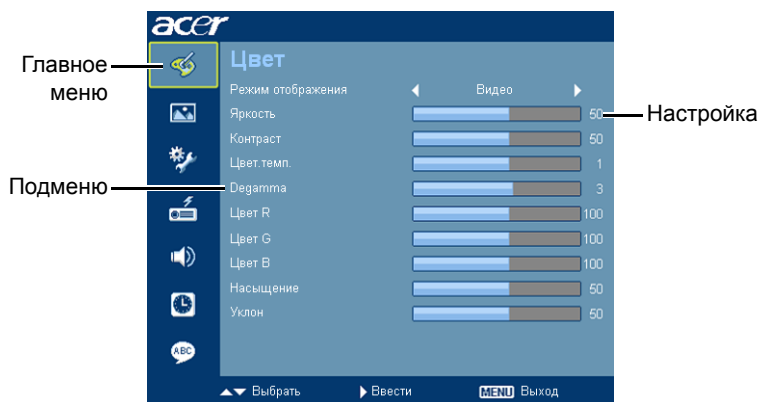 acer
Главное меню
Цвет
Режим отображения Видео
Яркость 50
Настройка
Контраст 50
Цвет.темп. 1
Подменю
Degamma 3
Цвет R 100
Цвет G 100
Цвет B 100
Насыщение 50
Уклон 50
ABC
Выбрать Ввести MENU Выход